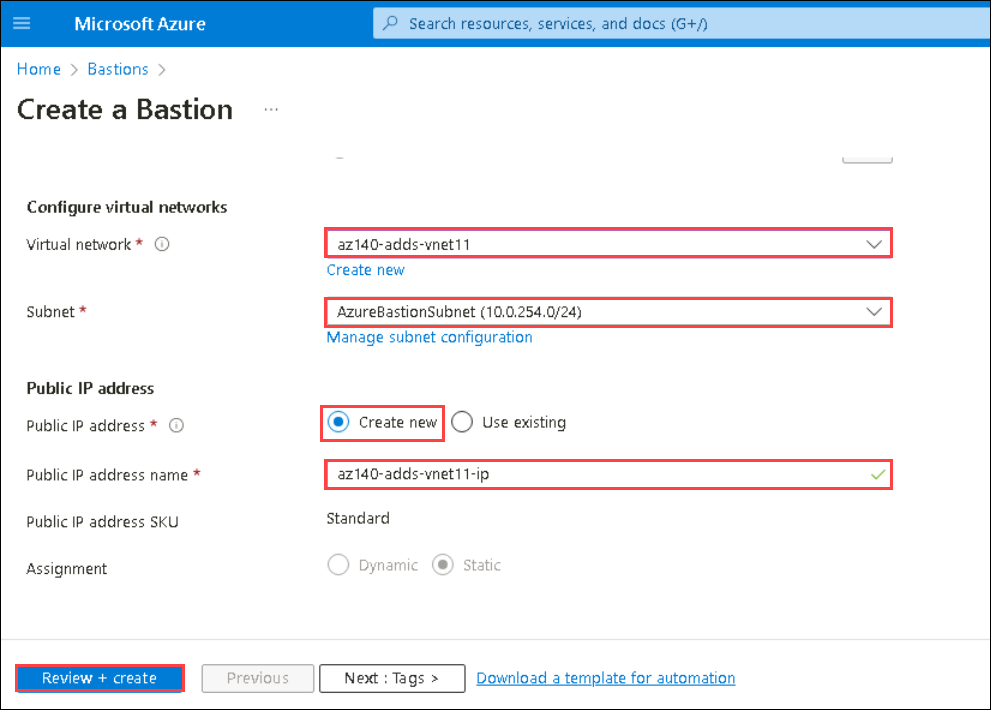 Microsoft Azure
Search resources, services, and docs (G+/)
Home > Bastions >
Create a Bastion ...
Configure virtual networks
Virtual network *
az140-adds-vnet11
Create new
Subnet *
AzureBastionSubnet (10.0.254.0/24)
Manage subnet configuration
Public IP address
Public IP address *
Create new
Use existing
Public IP address name *
az140-adds-vnet11-ip
Public IP address SKU
Standard
Assignment
Dynamic
Static
Review + create
Previous
Next : Tags >
Download a template for automation